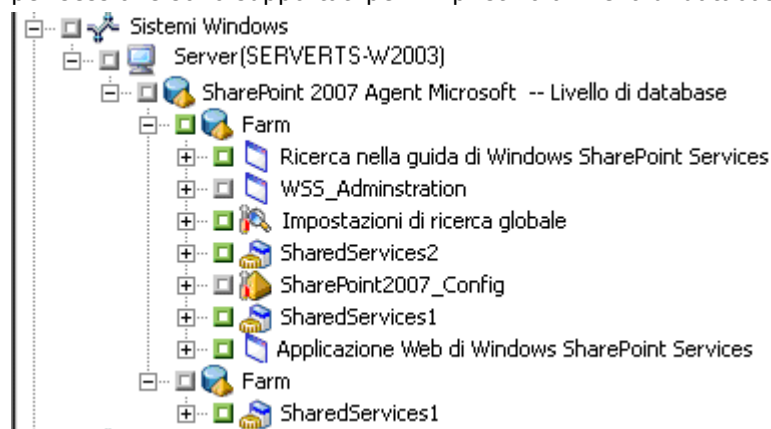 Sistemi Windows
Server(SERVERTS-W2003)
SharePoint 2007 Agent Microsoft -- Livello di database
Farm
Ricerca nella guida di Windows SharePoint Services
WSS_Adminstration
Impostazioni di ricerca globale
SharedServices2
SharePoint2007_Config
SharedServices1
Applicazione Web di Windows SharePoint Services
Farm
SharedServices1